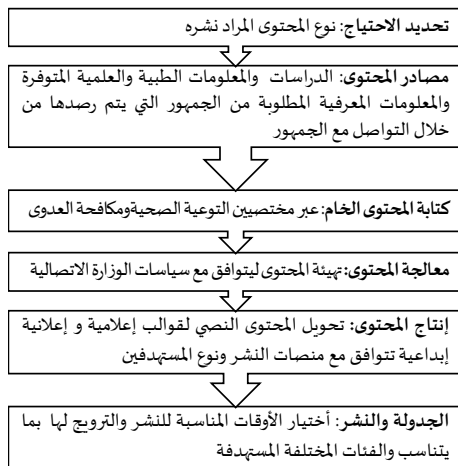 تحديد الاحتياج: نوع المحتوى المراد نشره
مصادر المحتوى: الدراسات والمعلومات الطبية والعلمية المتوفرة
والمعلومات المعرفية المطلوبة من الجمهور التي يتم رصدها من
خلال التواصل مع الجمهور
كتابة المحتوى الخام: عبر مختصيين التوعية الصحيةومكافحة العدوى
معالجة المحتوى: تهيئة المحتوى ليتوافق مع سياسات الوزارة الاتصالية
إنتاج المحتوى: تحويل المحتوى النصي لقوالب إعلامية و إعلانية
إبداعية تتوافق مع منصات النشر ونوع المستهدفين
الجدولة والنشر: أختيار الأوقات المناسبة للنشر والترويج لها بما
يتناسب والفئات المختلفة المستهدفة